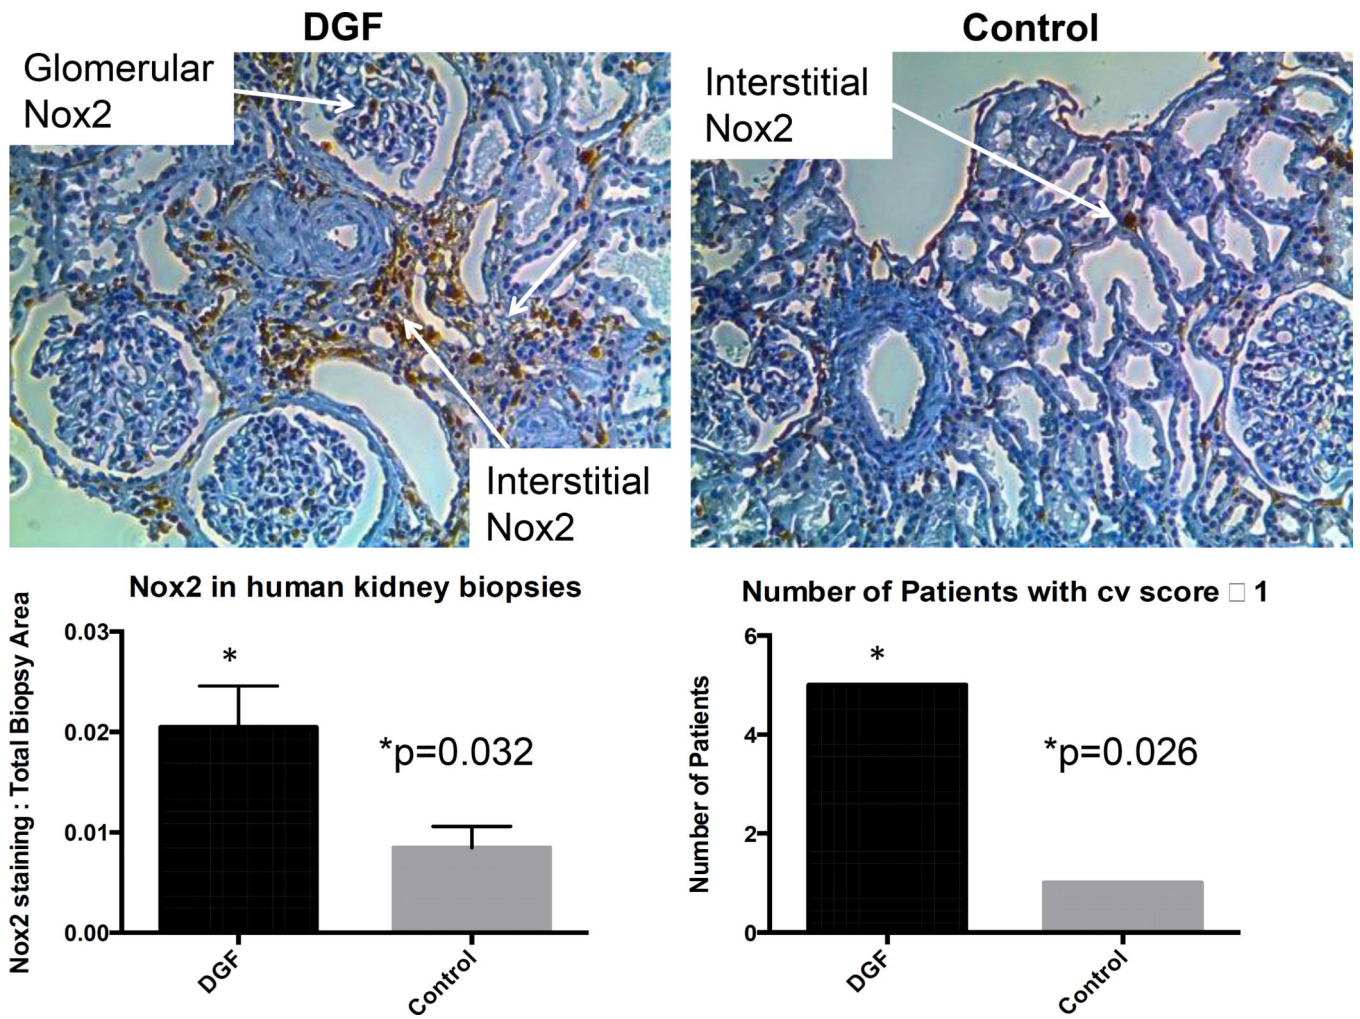 DGF
Control
Glomerular
Nox2
Interstitial
Nox2
Interstitial
Nox2
Nox2 in human kidney biopsies
Nox2 staining : Total Biopsy Area
0.03
0.02
0.01
0.00
*
*p=0.032
DGF
Control
Number of Patients with cv score □ 1
Number of Patients
6
4
2
0
*
*p=0.026
DGF
Control